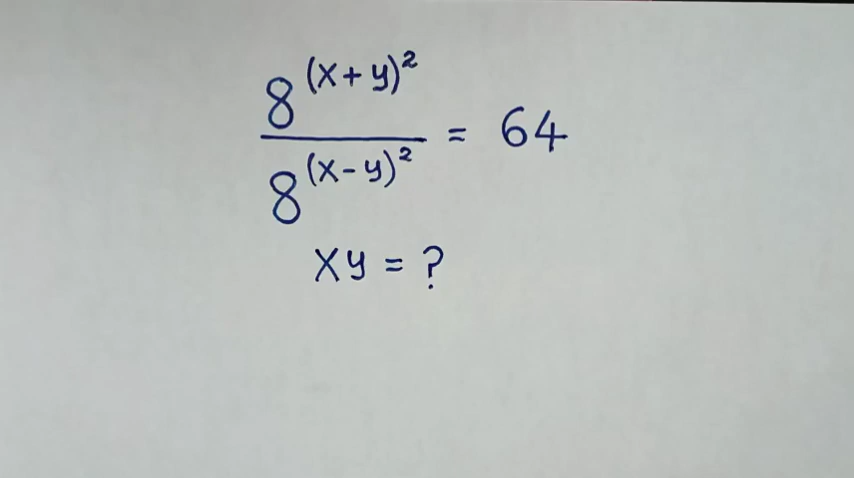 8^(x+y)^2 / 8^(x-y)^2 = 64
xy = ?